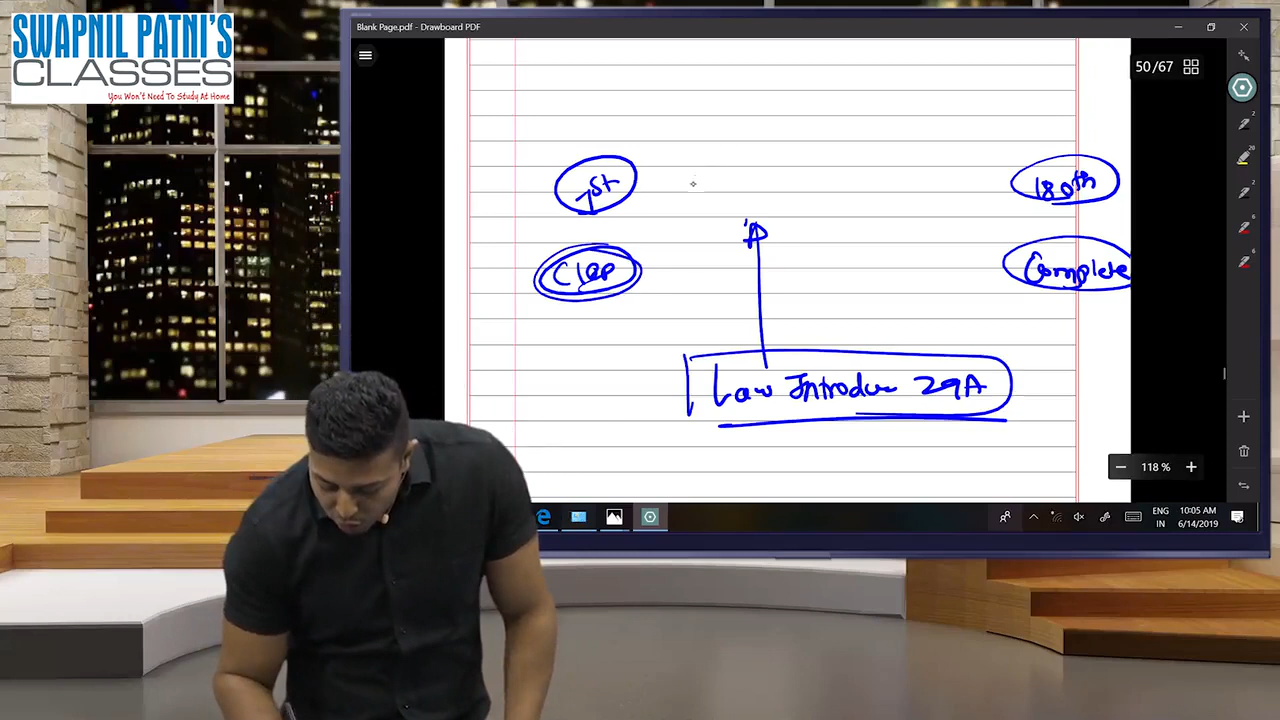 SWAPNIL PATNI'S
CLASSES
You Won't Need To Study At Home
Blank Page.pdf - Drawboard PDF
50/67
1st
180th
CIRP
Complete
Law Introduce 29A
118 %
ENG
IN
10:05 AM
6/14/2019